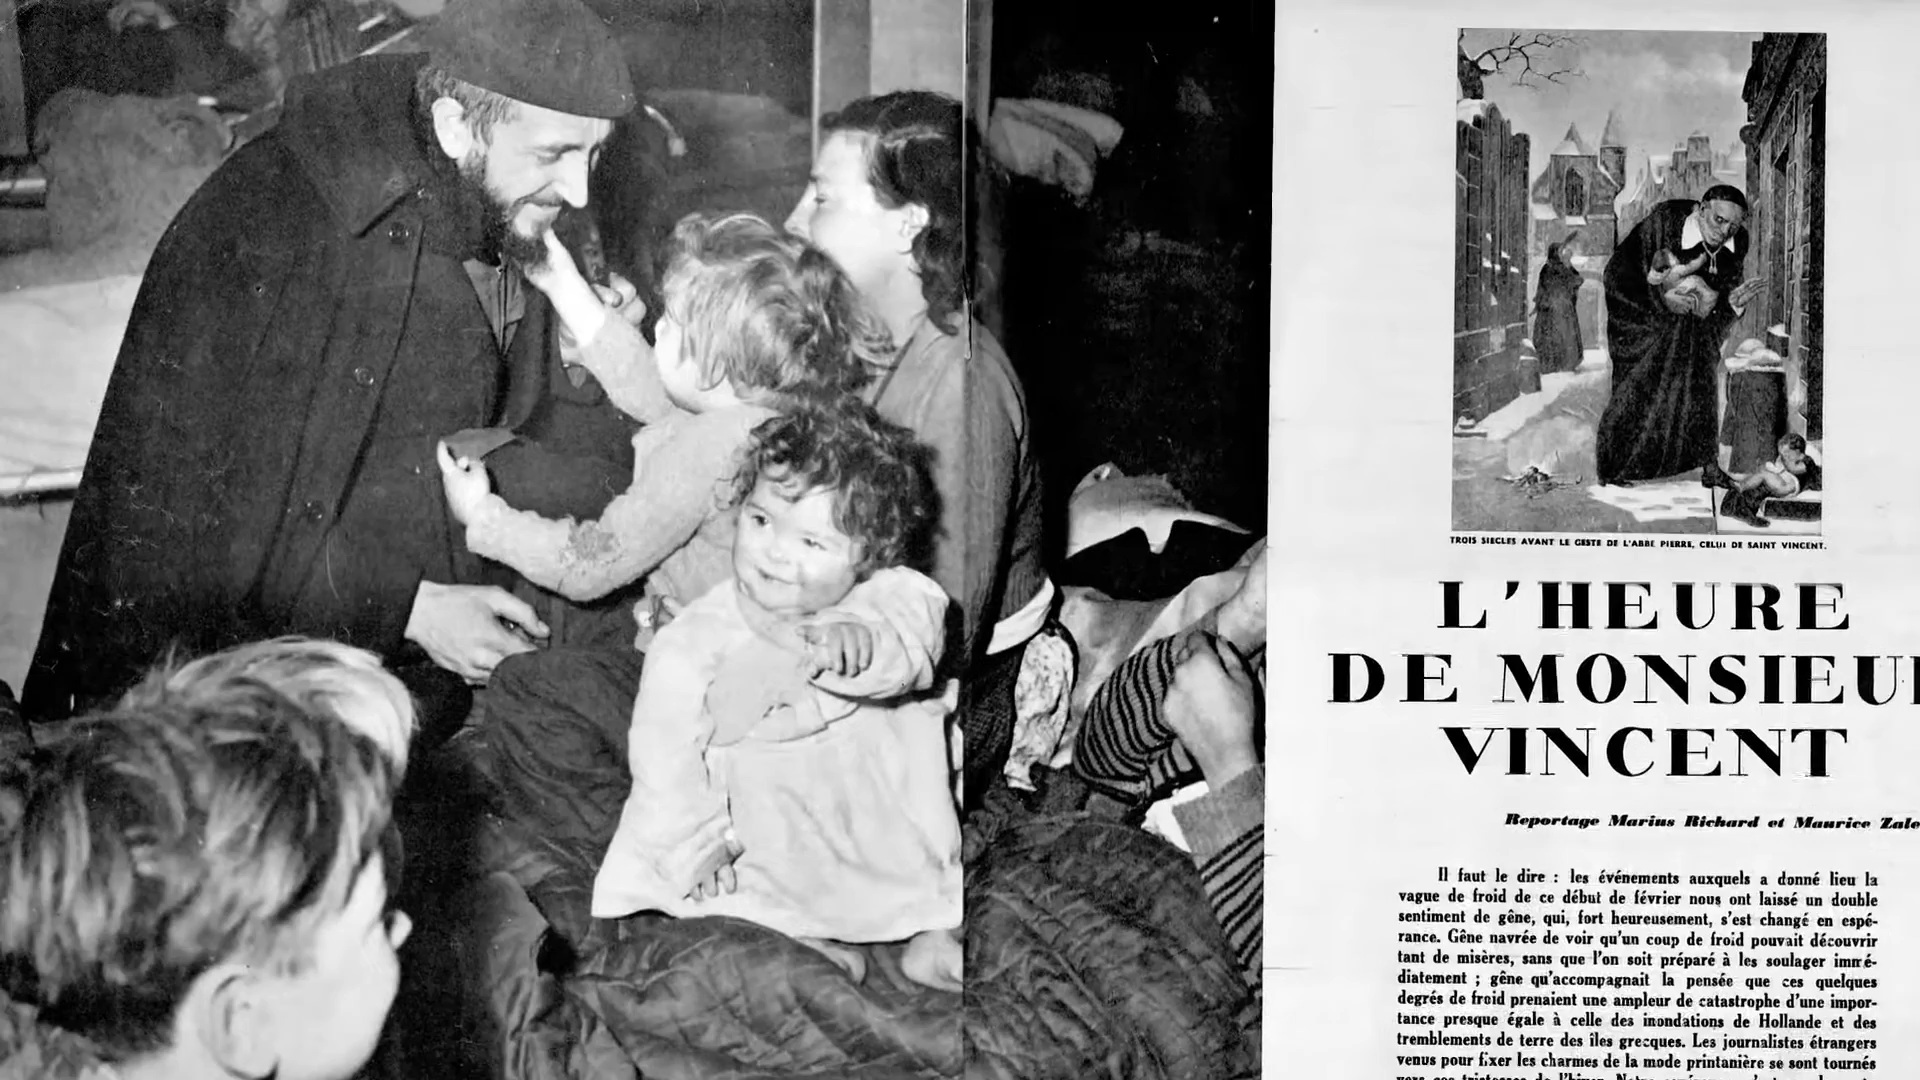 TROIS SIECLES AVANT LE GESTE DE L'ABBE PIERRE, CELUI DE SAINT VINCENT.
L'HEURE
DE MONSIEU
VINCENT
Reportage Marius Richard et Maurice Zale
Il faut le dire : les événements auxquels a donné lieu la
vague de froid de ce début de février nous ont laissé un double
sentiment de gêne, qui, fort heureusement, s'est changé en espé-
rance. Gêne navrée de voir qu'un coup de froid pouvait découvrir
tant de misères, sans que l'on soit préparé à les soulager immé-
diatement ; gêne qu'accompagnait la pensée que ces quelques
degrés de froid prenaient une ampleur de catastrophe d'une impor-
tance presque égale à celle des inondations de Hollande et des
tremblements de terre des îles grecques. Les journalistes étrangers
venus pour fixer les charmes de la mode printanière se sont tournés
vers ces tristesses de l'hiver.